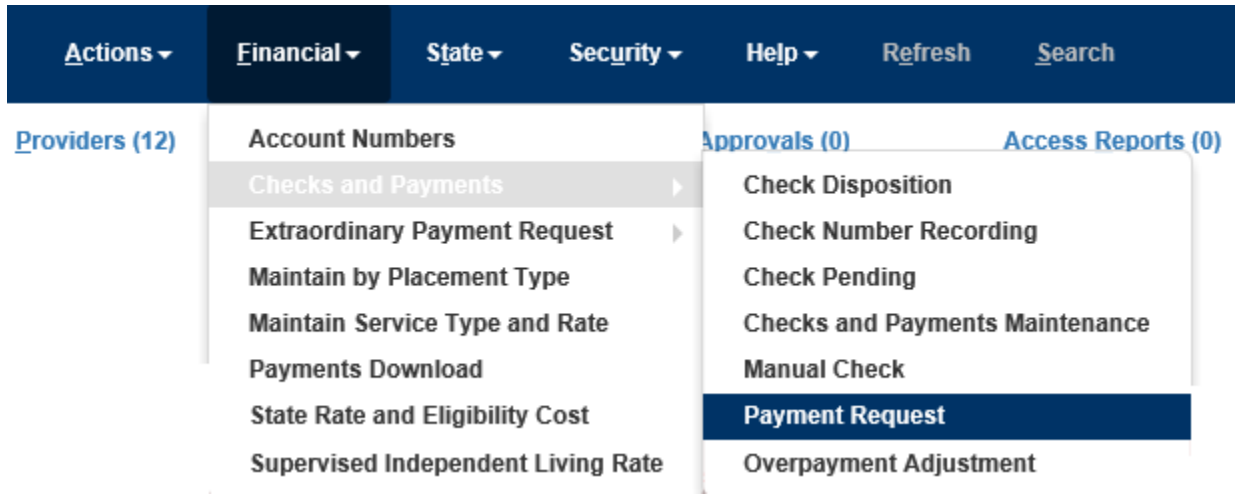 Actions Financial State Security Help Refresh Search
Providers (12) Approvals (0) Access Reports (0)
Account Numbers
Checks and Payments
Extraordinary Payment Request
Maintain by Placement Type
Maintain Service Type and Rate
Payments Download
State Rate and Eligibility Cost
Supervised Independent Living Rate
Check Disposition
Check Number Recording
Check Pending
Checks and Payments Maintenance
Manual Check
Payment Request
Overpayment Adjustment